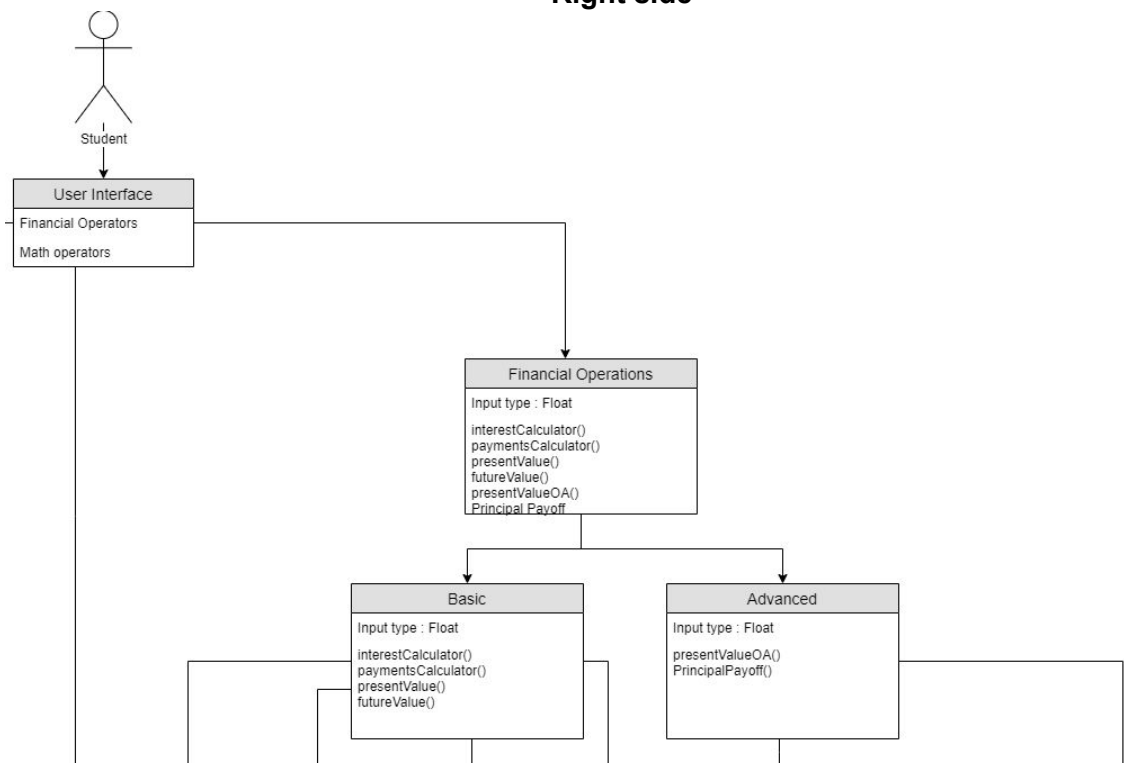 Right side
Student
User Interface
Financial Operators
Math operators
Financial Operations
Input type : Float
interestCalculator()
paymentsCalculator()
presentValue()
futureValue()
presentValueOA()
Principal Payoff
Basic
Input type : Float
interestCalculator()
paymentsCalculator()
presentValue()
futureValue()
Advanced
Input type : Float
presentValueOA()
PrincipalPayoff()